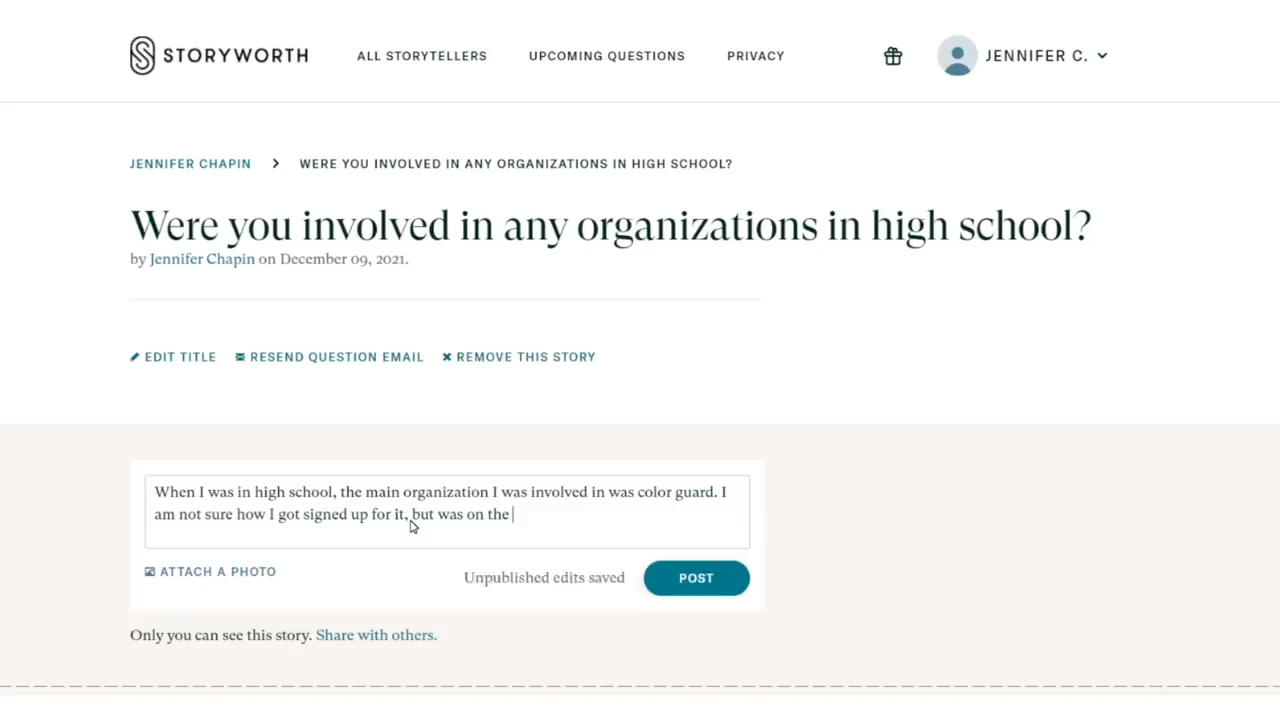 STORYWORTH ALL STORYTELLERS UPCOMING QUESTIONS PRIVACY JENNIFER C.
JENNIFER CHAPIN > WERE YOU INVOLVED IN ANY ORGANIZATIONS IN HIGH SCHOOL?
Were you involved in any organizations in high school?
by Jennifer Chapin on December 09, 2021.
EDIT TITLE RESEND QUESTION EMAIL REMOVE THIS STORY
When I was in high school, the main organization I was involved in was color guard. I
am not sure how I got signed up for it, but was on the
ATTACH A PHOTO Unpublished edits saved POST
Only you can see this story. Share with others.